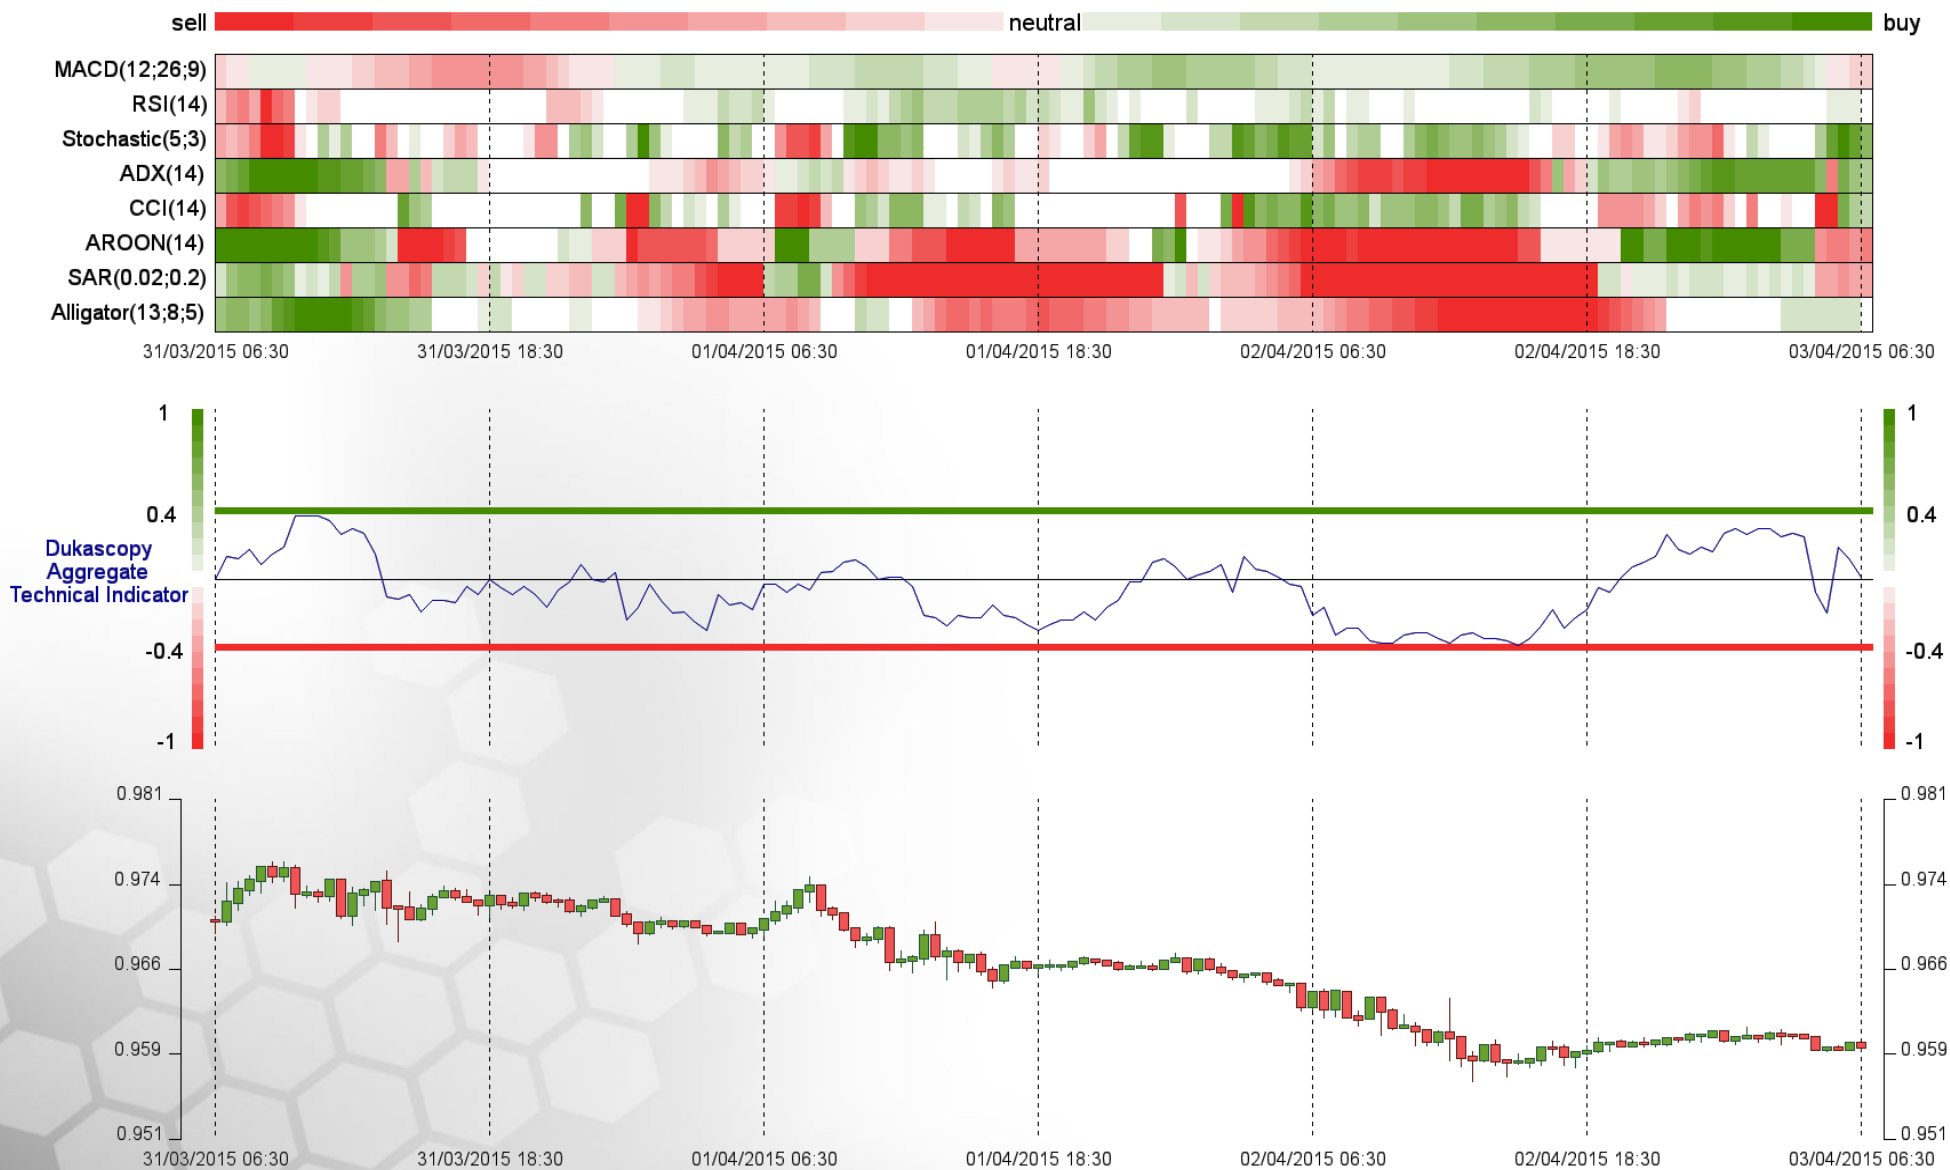 sell neutral buy
MACD(12;26;9)
RSI(14)
Stochastic(5;3)
ADX(14)
CCI(14)
AROON(14)
SAR(0.02;0.2)
Alligator(13;8;5)
31/03/2015 06:30 31/03/2015 18:30 01/04/2015 06:30 01/04/2015 18:30 02/04/2015 06:30 02/04/2015 18:30 03/04/2015 06:30
1 1
0.4 0.4
Dukascopy
Aggregate
Technical Indicator
-0.4 -0.4
-1 -1
0.981 0.981
0.974 0.974
0.966 0.966
0.959 0.959
0.951 0.951
31/03/2015 06:30 31/03/2015 18:30 01/04/2015 06:30 01/04/2015 18:30 02/04/2015 06:30 02/04/2015 18:30 03/04/2015 06:30